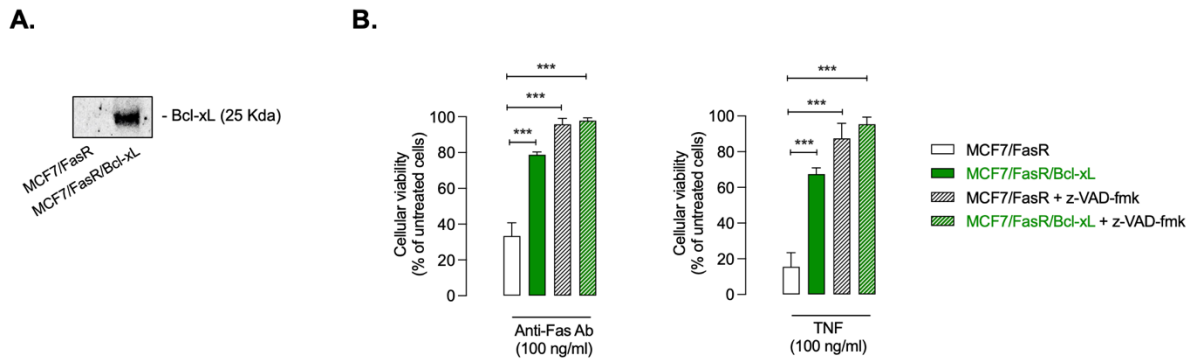 A.
- Bcl-xL (25 Kda)
MCF7/FasR
MCF7/FasR/Bcl-xL
B.
Cellular viability
(% of untreated cells)
100
80
60
40
20
0
***
***
***
Anti-Fas Ab
(100 ng/ml)
Cellular viability
(% of untreated cells)
100
80
60
40
20
0
***
***
***
TNF
(100 ng/ml)
MCF7/FasR
MCF7/FasR/Bcl-xL
MCF7/FasR + z-VAD-fmk
MCF7/FasR/Bcl-xL + z-VAD-fmk